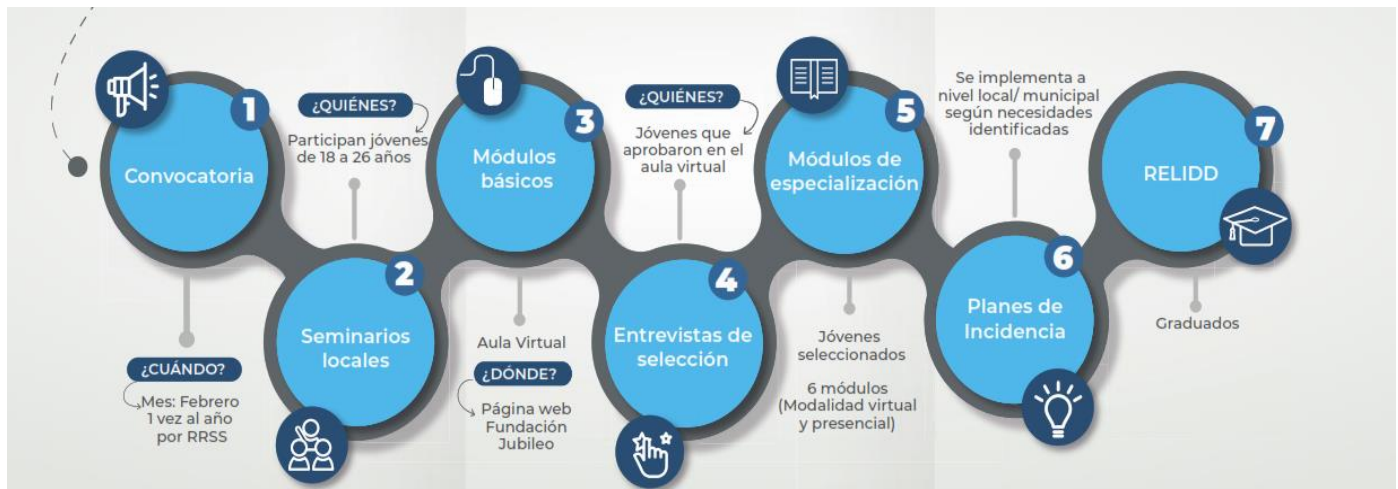 1
Convocatoria
¿CUÁNDO?
Mes: Febrero
1 vez al año
por RRSS
¿QUIÉNES?
Participan jóvenes
de 18 a 26 años
2
Seminarios
locales
3
Módulos
básicos
Aula Virtual
¿DÓNDE?
Página web
Fundación
Jubileo
¿QUIÉNES?
Jóvenes que
aprobaron en el
aula virtual
4
Entrevistas de
selección
5
Módulos de
especialización
Jóvenes
seleccionados
6 módulos
(Modalidad virtual
y presencial)
Se implementa a
nivel local/ municipal
según necesidades
identificadas
6
Planes de
Incidencia
7
RELIDD
Graduados